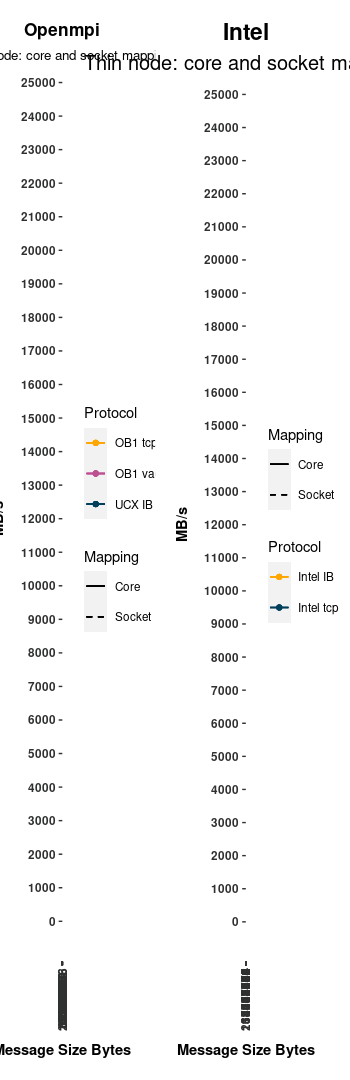 Openmpi
node: core and socket mapp
25000
24000
23000
22000
21000
20000
19000
18000
17000
16000
15000
14000
13000
12000
11000
10000
9000
8000
7000
6000
5000
4000
3000
2000
1000
0
MB/s
Protocol
OB1 tcp
OB1 va
UCX IB
Mapping
Core
Socket
Message Size Bytes
Intel
Thin node: core and socket ma
25000
24000
23000
22000
21000
20000
19000
18000
17000
16000
15000
14000
13000
12000
11000
10000
9000
8000
7000
6000
5000
4000
3000
2000
1000
0
MB/s
Mapping
Core
Socket
Protocol
Intel IB
Intel tcp
Message Size Bytes